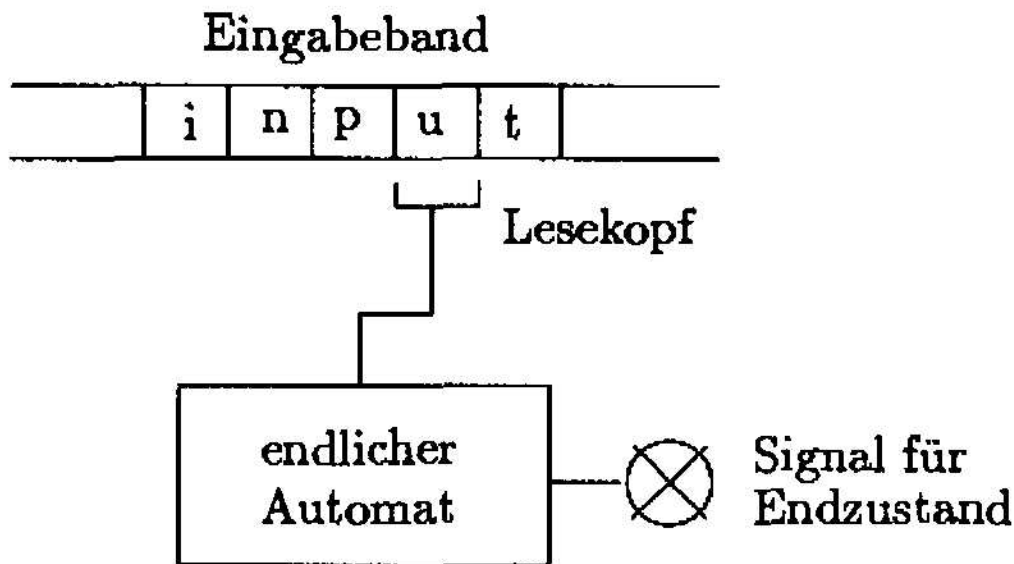 Eingabeband
i n p u t
Lesekopf
endlicher
Automat
Signal für
Endzustand